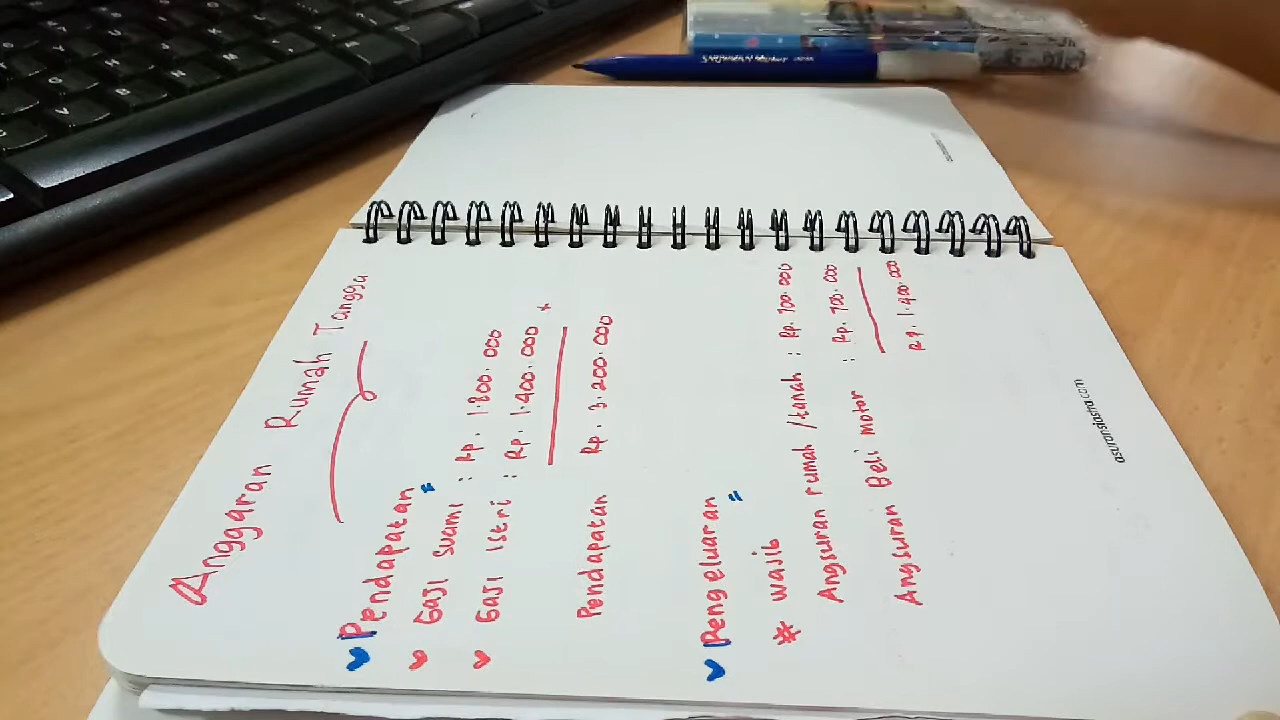 Anggaran Rumah Tangga
Pendapatan
Gaji Suami : Rp. 1.800.000
Gaji Istri : Rp. 1.400.000 +
Pendapatan Rp. 3.200.000
Pengeluaran
* wajib
Angsuran rumah/tanah : Rp. 700.000
Angsuran Beli motor : Rp. 700.000
Rp. 1.400.000
asuransiastra.com